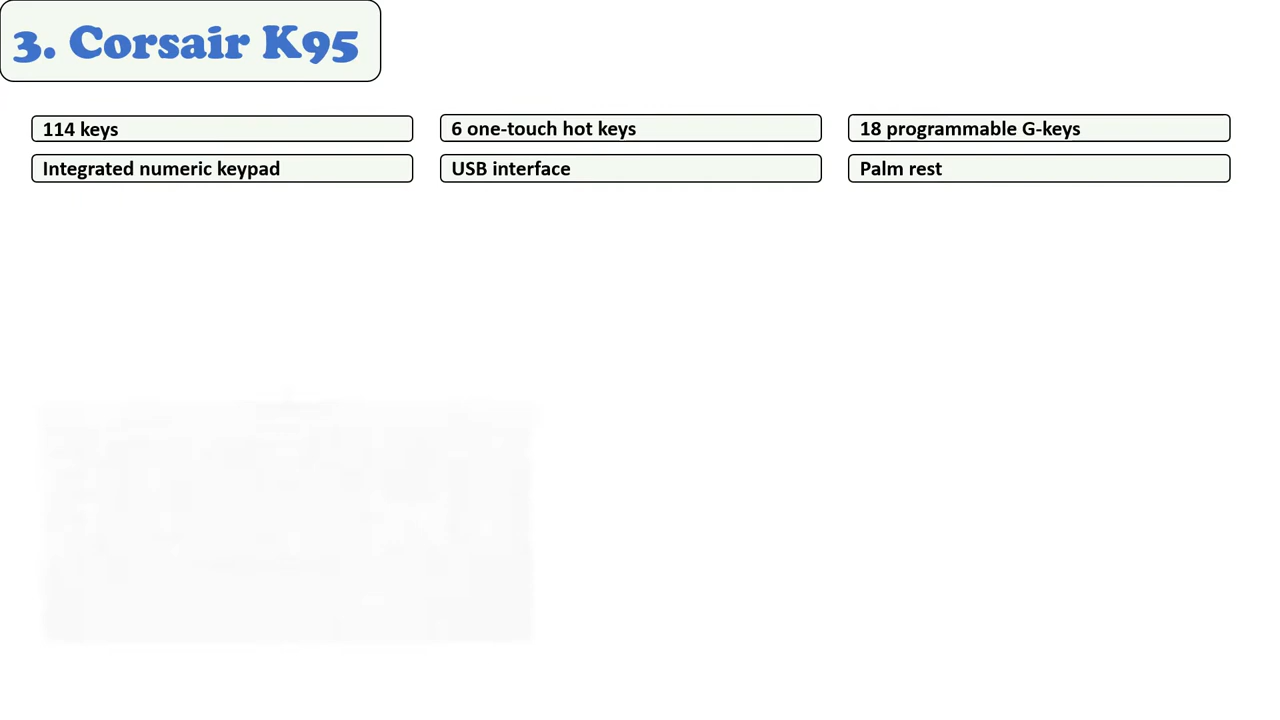 3. Corsair K95
114 keys
6 one-touch hot keys
18 programmable G-keys
Integrated numeric keypad
USB interface
Palm rest